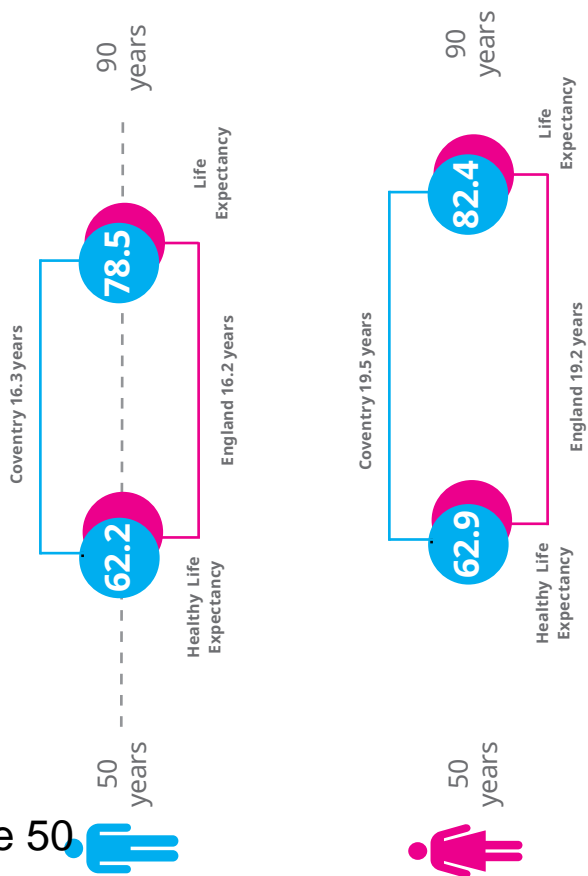 50
years
Healthy Life
Expectancy
62.2
Coventry 16.3 years
England 16.2 years
78.5
Life
Expectancy
90
years
50
years
Healthy Life
Expectancy
62.9
Coventry 19.5 years
England 19.2 years
82.4
Life
Expectancy
90
years
e 50